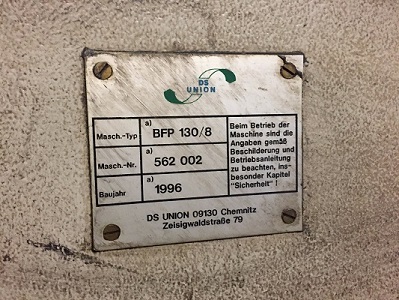 DS
UNION
Masch.-Typ a) BFP 130/8
Masch.-Nr. a) 562 002
Baujahr a) 1996
Beim Betrieb der
Maschine sind die
Angaben gemäß
Beschilderung und
Betriebsanleitung
zu beachten, ins-
besonder Kapitel
"Sicherheit" !
DS UNION 09130 Chemnitz
Zeisigwaldstraße 79